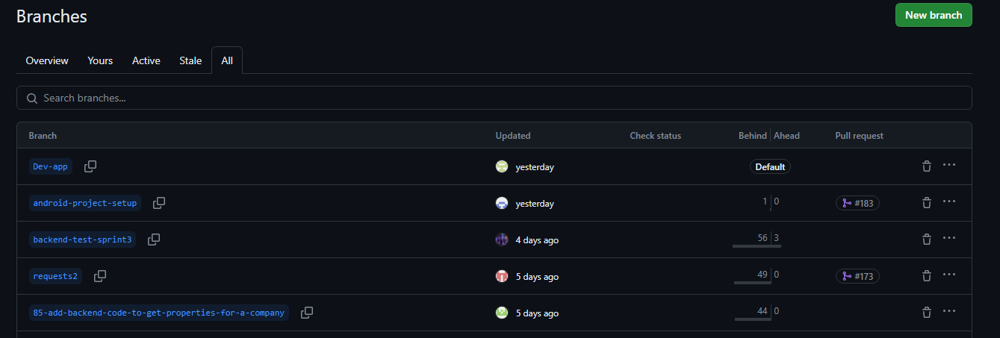 Branches
New branch
Overview Yours Active Stale All
Search branches...
Branch Updated Check status Behind Ahead Pull request
Dev-app yesterday Default
android-project-setup yesterday 1 0 #183
backend-test-sprint3 4 days ago 56 3
requests2 5 days ago 49 0 #173
85-add-backend-code-to-get-properties-for-a-company 5 days ago 44 0